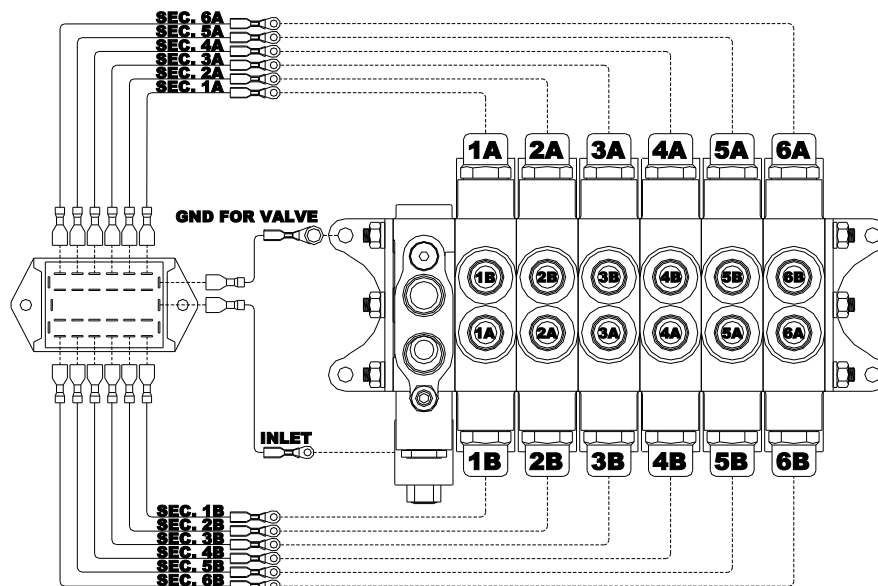 SEC. 6A
SEC. 5A
SEC. 4A
SEC. 3A
SEC. 2A
SEC. 1A
1A 2A 3A 4A 5A 6A
GND FOR VALVE
1B 2B 3B 4B 5B 6B
1A 2A 3A 4A 5A 6A
INLET
1B 2B 3B 4B 5B 6B
SEC. 1B
SEC. 2B
SEC. 3B
SEC. 4B
SEC. 5B
SEC. 6B